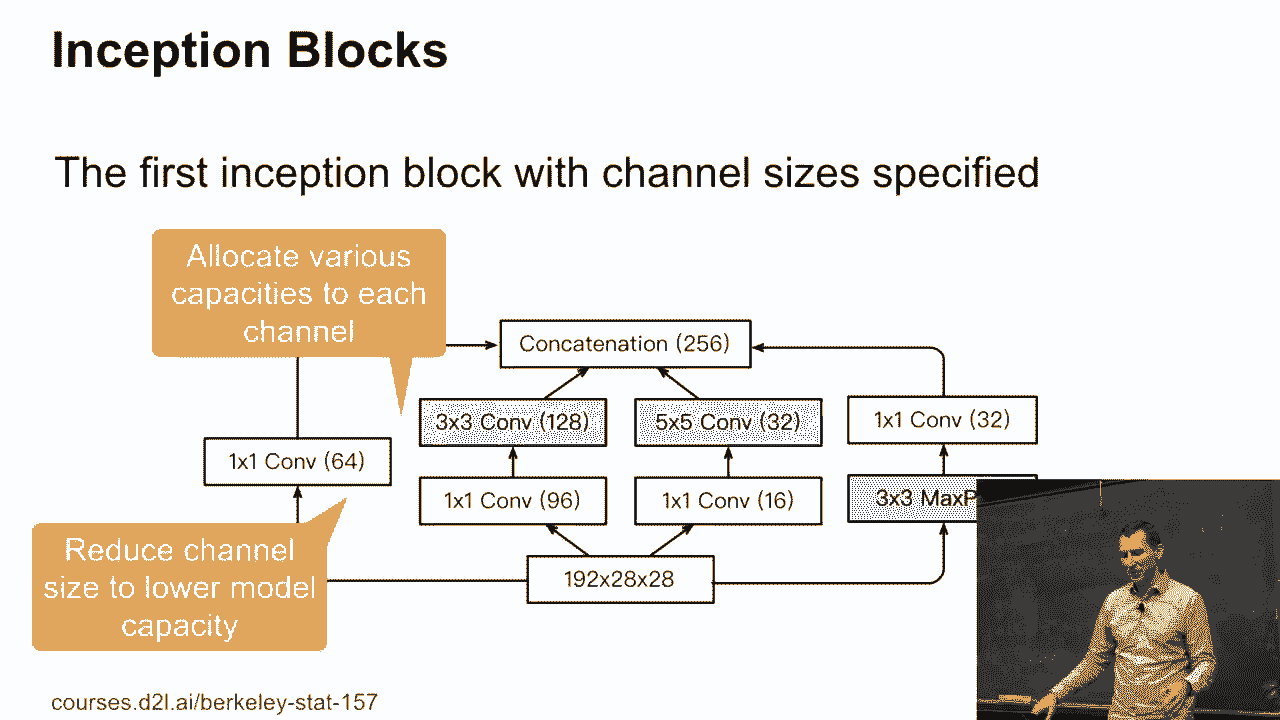 Inception Blocks
The first inception block with channel sizes specified
Allocate various
capacities to each
channel
Concatenation (256)
3x3 Conv (128)
5x5 Conv (32)
1x1 Conv (32)
1x1 Conv (64)
1x1 Conv (96)
1x1 Conv (16)
3x3 MaxP
Reduce channel
size to lower model
capacity
192x28x28
courses.d2l.ai/berkeley-stat-157